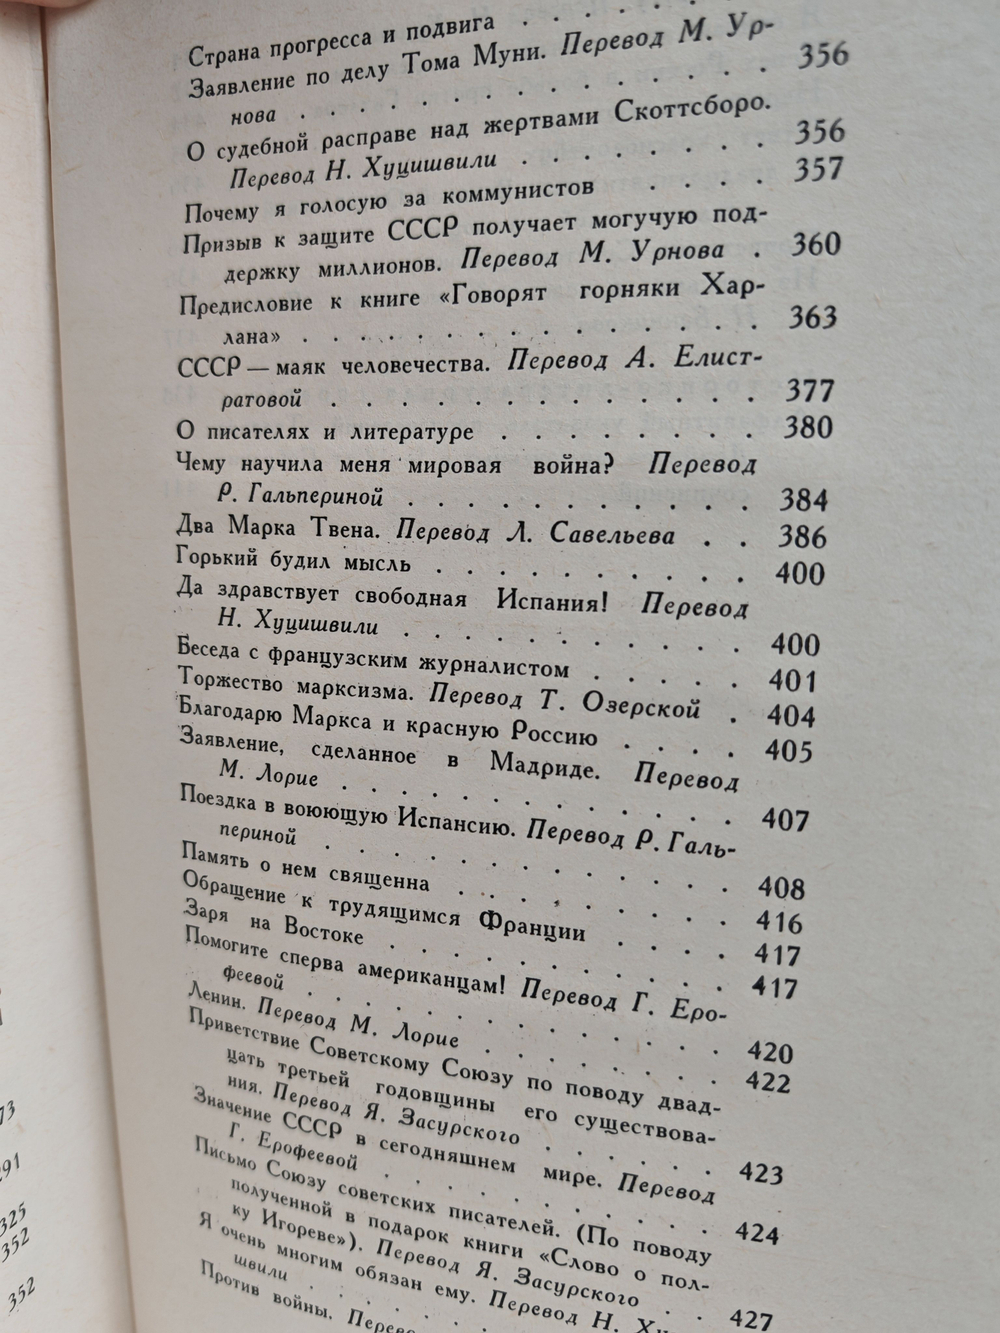 Страна прогресса и подвига . . . . . .
Заявление по делу Тома Муни. Перевод М. Ур-
нова . . . . . . . . . . . . . 356
О судебной расправе над жертвами Скоттсборо.
Перевод Н. Хуцишвили . . . . . . . 356
Почему я голосую за коммунистов . . . . 357
Призыв к защите СССР получает могучую под-
держку миллионов. Перевод М. Урнова . 360
Предисловие к книге «Говорят горняки Хар-
лана» . . . . . . . . . . . . . 363
СССР — маяк человечества. Перевод А. Елист-
ратовой . . . . . . . . . . . . 377
О писателях и литературе . . . . . . . . 380
Чему научила меня мировая война? Перевод
Р. Гальпериной . . . . . . . . . . 384
Два Марка Твена. Перевод Л. Савельева . . 386
Горький будил мысль . . . . . . . . . 400
Да здравствует свободная Испания! Перевод
Н. Хуцишвили . . . . . . . . . . 400
Беседа с французским журналистом . . . . 401
Торжество марксизма. Перевод Т. Озерской . 404
Благодарю Маркса и красную Россию . . . . 405
Заявление, сделанное в Мадриде. Перевод
М. Лорие . . . . . . . . . . . 407
Поездка в воюющую Испансию. Перевод Р. Галь-
периной . . . . . . . . . . . 408
Память о нем священна . . . . . . . . 416
Обращение к трудящимся Франции . . . . 417
Заря на Востоке . . . . . . . . . . 417
Помогите сперва американцам! Перевод Г. Еро-
феевой . . . . . . . . . . . . 420
Ленин. Перевод М. Лорие . . . . . . . 422
Приветствие Советскому Союзу по поводу двад-
цать третьей годовщины его существова-
ния. Перевод Я. Засурского . . . . . . 423
Значение СССР в сегодняшнем мире. Перевод
Г. Ерофеевой . . . . . . . . . . 424
Письмо Союзу советских писателей. (По поводу
полученной в подарок книги «Слово о пол-
ку Игореве»). Перевод Я. Засурского . . 427
Я очень многим обязан ему. Перевод Н.
швили . . . . .
Против войны.
291
325
352
352